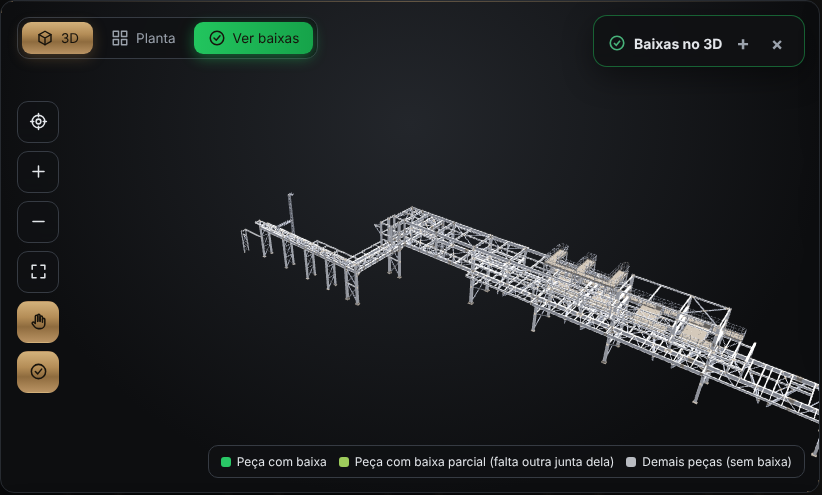 3D
Planta
Ver baixas
Baixas no 3D
Peça com baixa
Peça com baixa parcial (falta outra junta dela)
Demais peças (sem baixa)